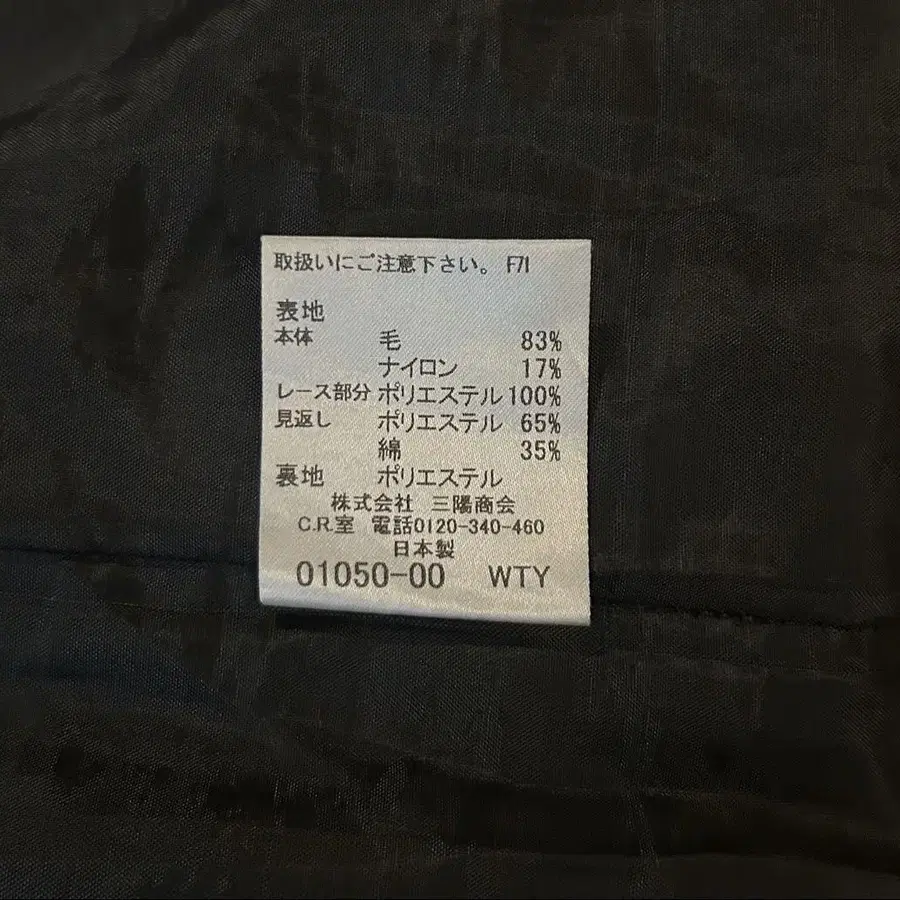 取扱いにご注意下さい。 F7I
表地
本体 毛 83%
ナイロン 17%
レース部分 ポリエステル 100%
見返し ポリエステル 65%
綿 35%
裏地 ポリエステル
株式会社 三陽商会
C.R.室 電話0120-340-460
日本製
01050-00 WTY